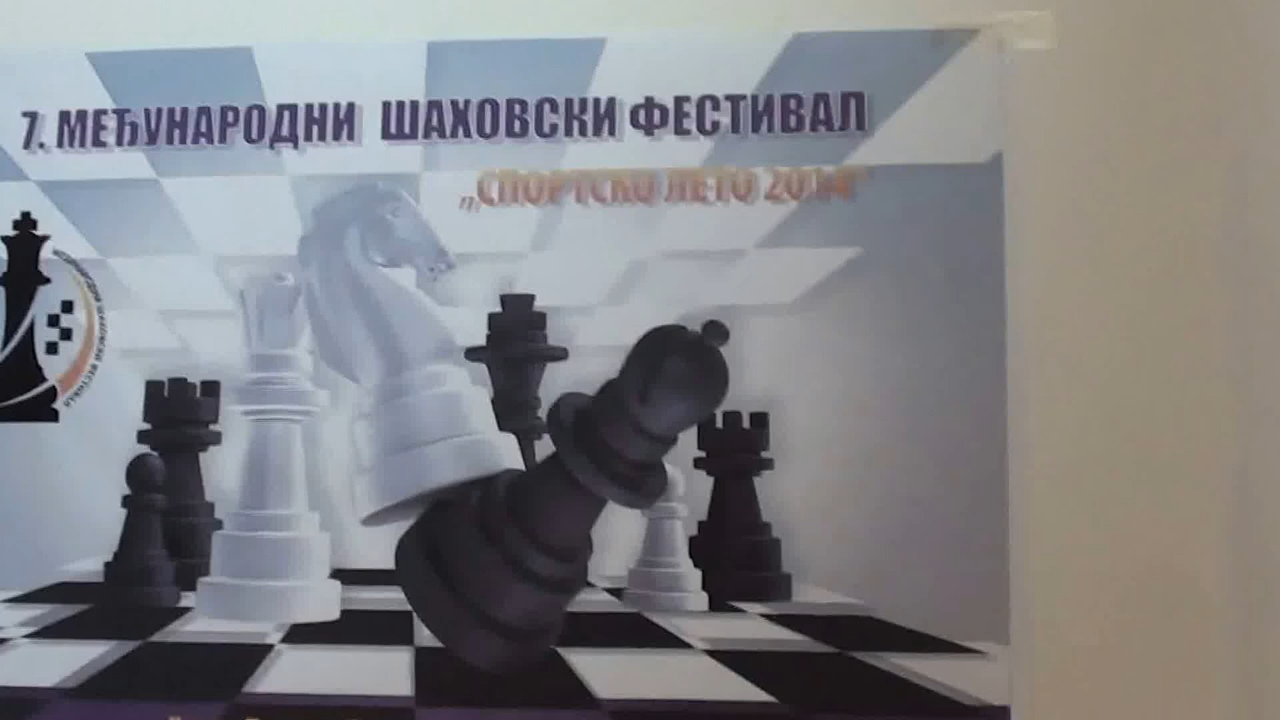 7. МЕЂУНАРОДНИ ШАХОВСКИ ФЕСТИВАЛ
„СПОРТСКО ЛЕТО 2014"